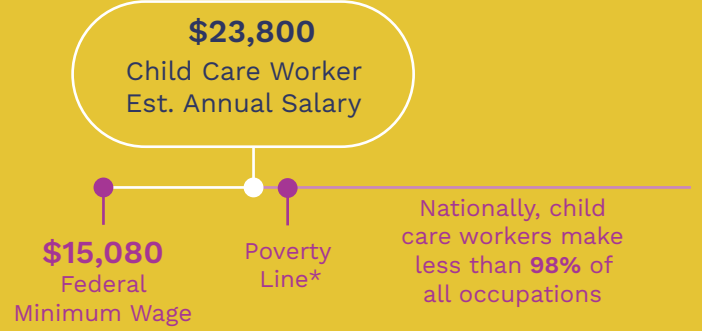 $23,800
Child Care Worker
Est. Annual Salary
$15,080
Federal
Minimum Wage
Poverty
Line*
Nationally, child
care workers make
less than 98% of
all occupations